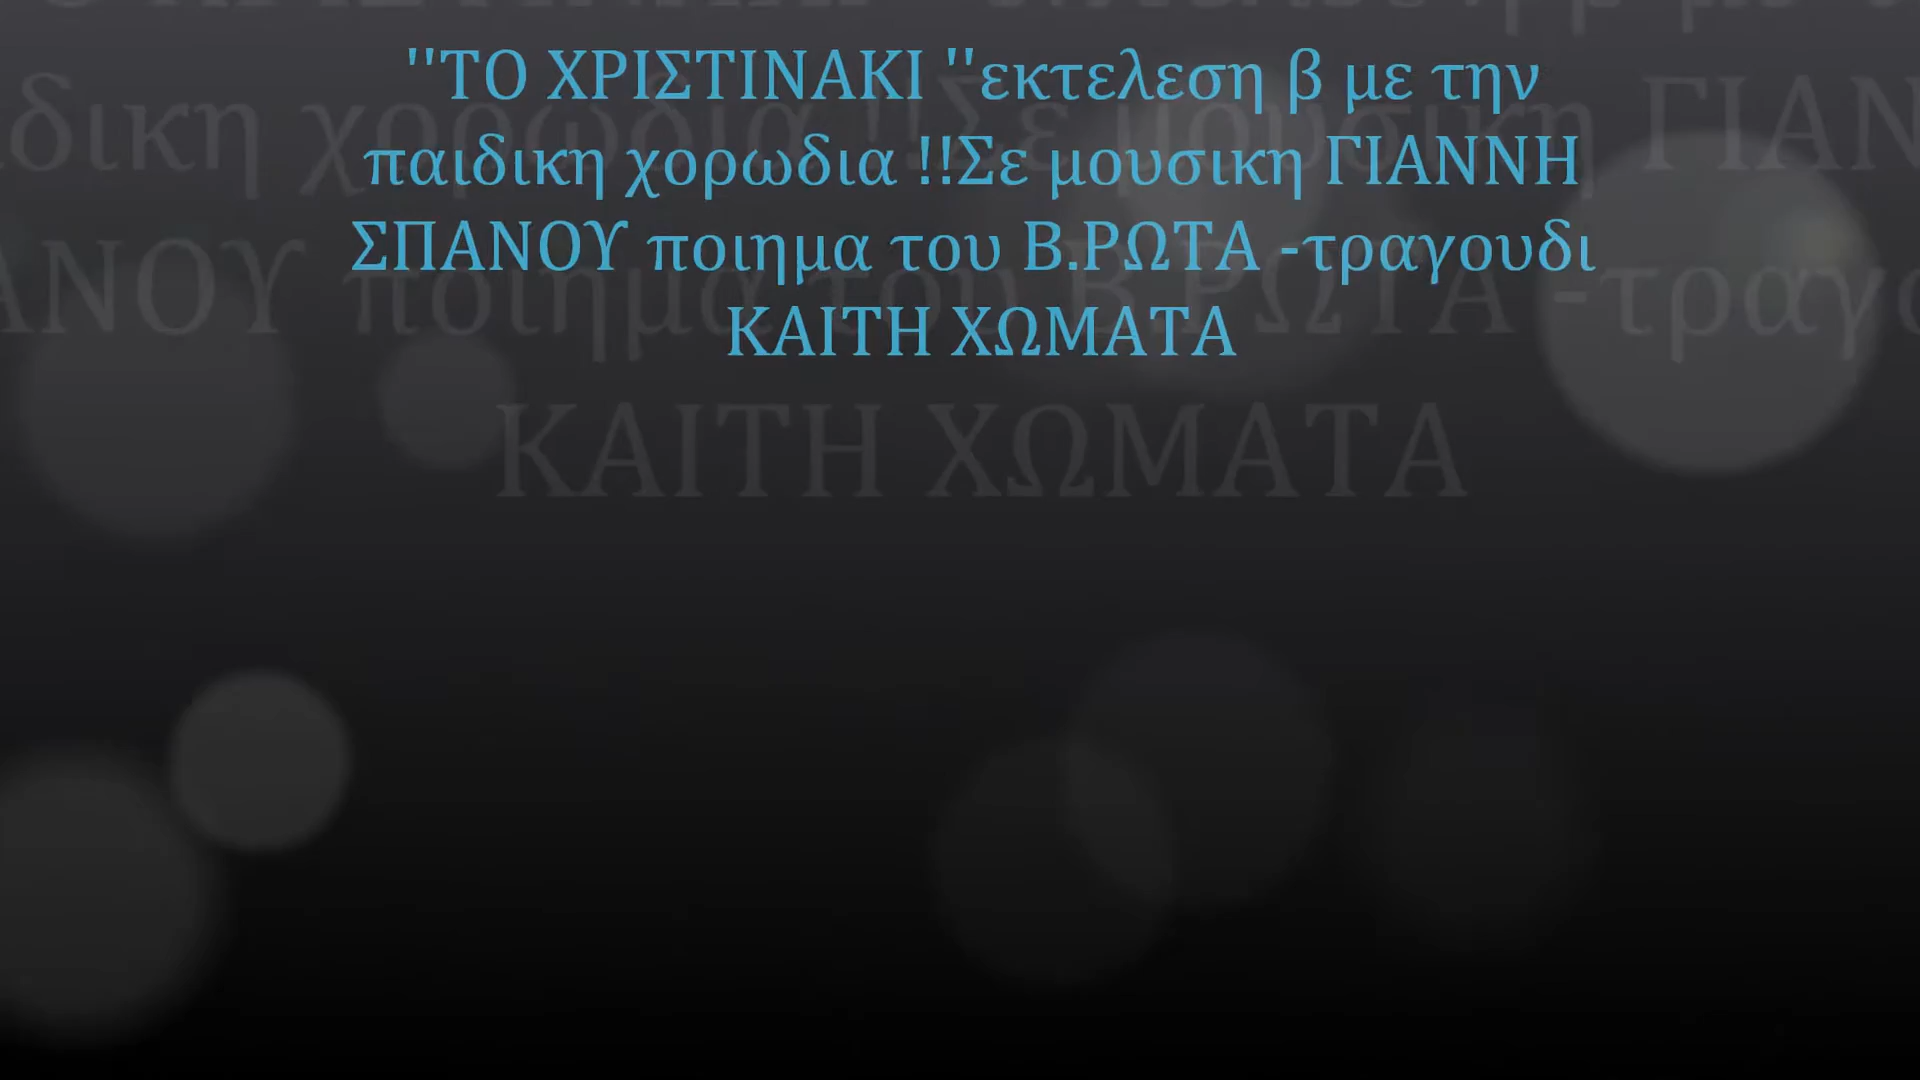 ''ΤΟ ΧΡΙΣΤΙΝΑΚΙ ''εκτελεση β με την
παιδικη χορωδια !!Σε μουσικη ΓΙΑΝΝΗ
ΣΠΑΝΟΥ ποιημα του Β.ΡΩΤΑ -τραγουδι
ΚΑΙΤΗ ΧΩΜΑΤΑ